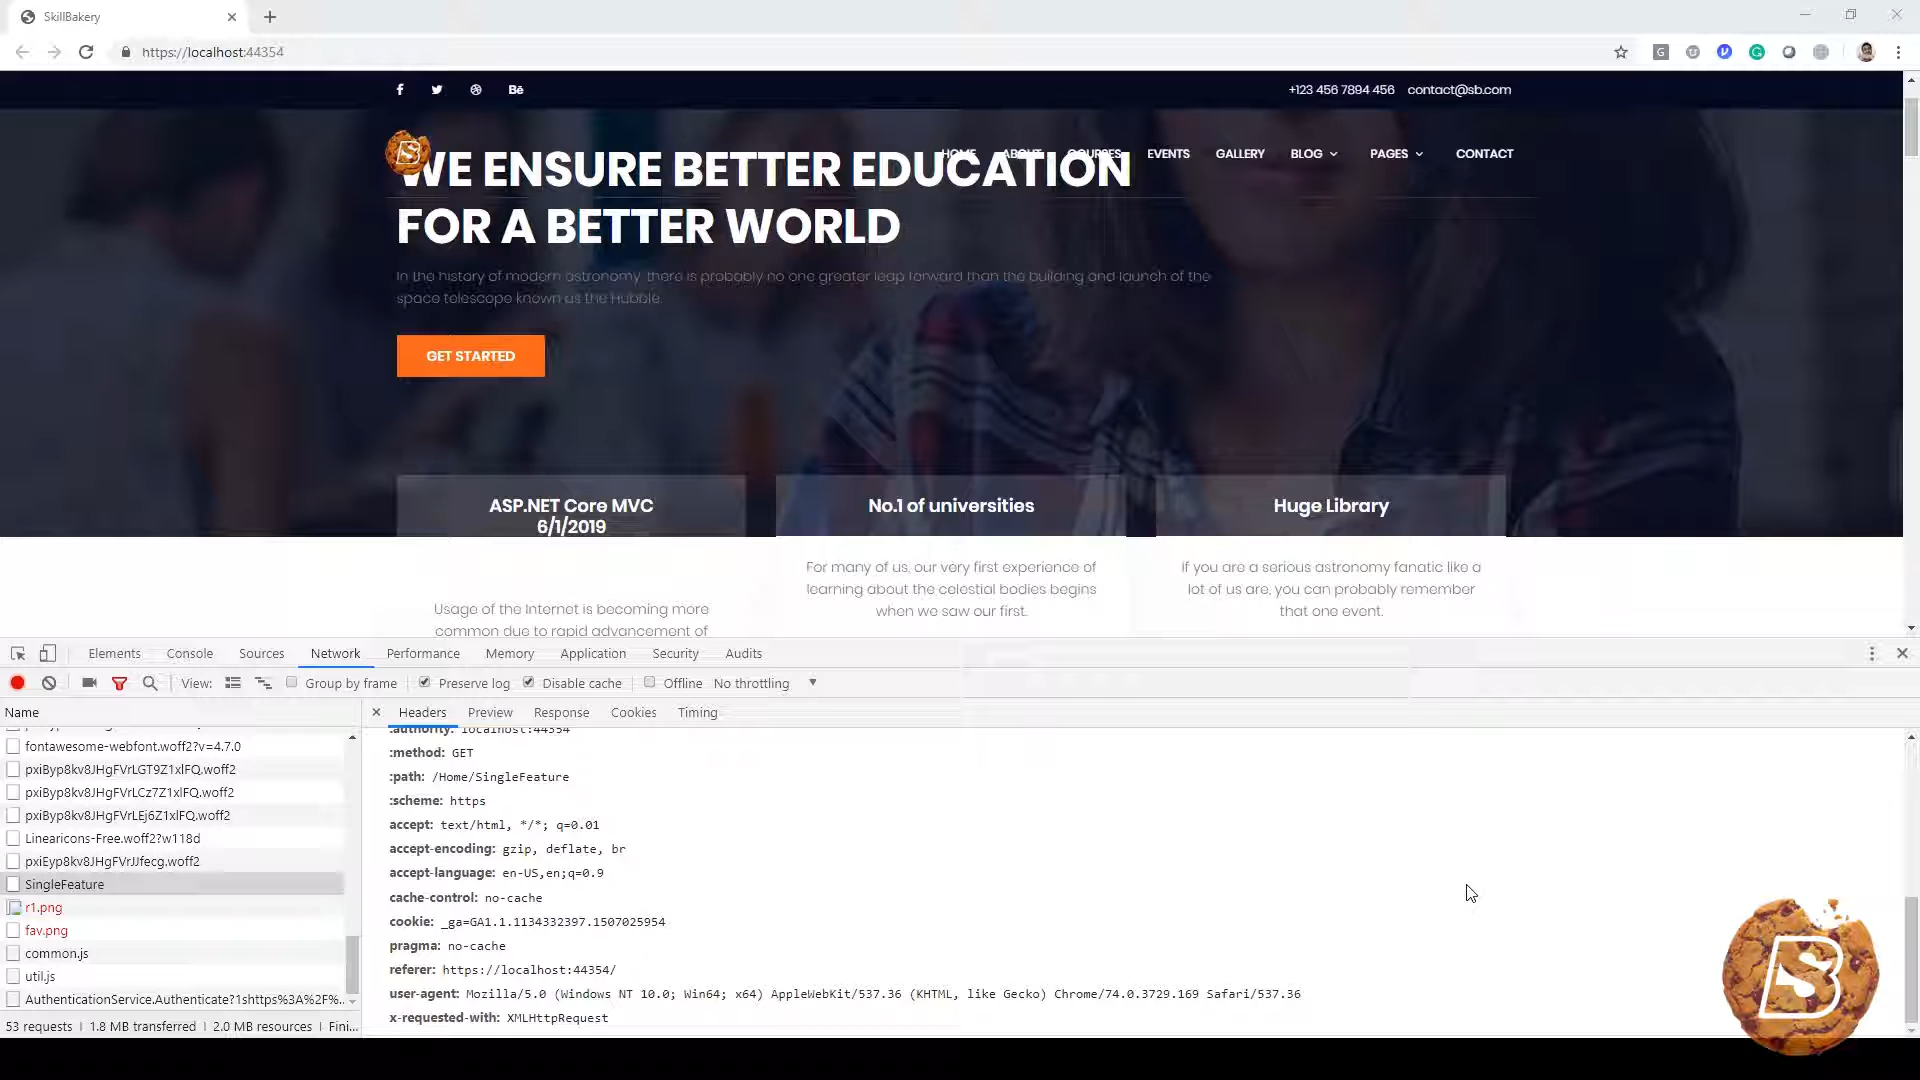 SkillBakery
https://localhost:44354
+123 456 7894 456 contact@sb.com
HOME ABOUT COURSES EVENTS GALLERY BLOG PAGES CONTACT
WE ENSURE BETTER EDUCATION
FOR A BETTER WORLD
In the history of modern astronomy, there is probably no one greater leap forward than the building and launch of the
space telescope known as the Hubble.
GET STARTED
ASP.NET Core MVC
6/1/2019
Usage of the Internet is becoming more
common due to rapid advancement of
No.1 of universities
For many of us, our very first experience of
learning about the celestial bodies begins
when we saw our first.
Huge Library
If you are a serious astronomy fanatic like a
lot of us are, you can probably remember
that one event.
Elements Console Sources Network Performance Memory Application Security Audits
View: Group by frame Preserve log Disable cache Offline No throttling
Name
fontawesome-webfont.woff2?v=4.7.0
pxiByp8kv8JHgFVrLGT9Z1xlFQ.woff2
pxiByp8kv8JHgFVrLCz7Z1xlFQ.woff2
pxiByp8kv8JHgFVrLEj6Z1xlFQ.woff2
Linearicons-Free.woff2?w118d
pxiEyp8kv8JHgFVrJJfecg.woff2
SingleFeature
r1.png
fav.png
common.js
util.js
AuthenticationService.Authenticate?1shttps%3A%2F%..
53 requests | 1.8 MB transferred | 2.0 MB resources | Fini...
Headers Preview Response Cookies Timing
:authority: localhost:44354
:method: GET
:path: /Home/SingleFeature
:scheme: https
accept: text/html, */*; q=0.01
accept-encoding: gzip, deflate, br
accept-language: en-US,en;q=0.9
cache-control: no-cache
cookie: _ga=GA1.1.1134332397.1507025954
pragma: no-cache
referer: https://localhost:44354/
user-agent: Mozilla/5.0 (Windows NT 10.0; Win64; x64) AppleWebKit/537.36 (KHTML, like Gecko) Chrome/74.0.3729.169 Safari/537.36
x-requested-with: XMLHttpRequest